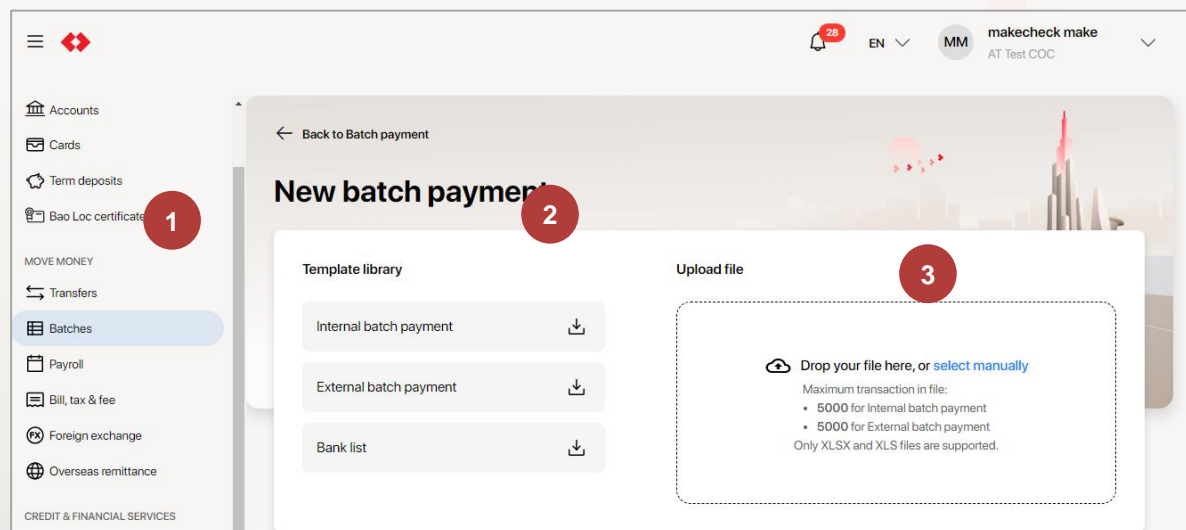 28
EN
MM
makecheck make
AT Test COC
Accounts
Cards
Term deposits
Bao Loc certificate
1
MOVE MONEY
Transfers
Batches
Payroll
Bill, tax & fee
FX Foreign exchange
Overseas remittance
CREDIT & FINANCIAL SERVICES
Back to Batch payment
New batch payment
2
Template library
Internal batch payment
External batch payment
Bank list
Upload file
3
Drop your file here, or select manually
Maximum transaction in file:
• 5000 for Internal batch payment
• 5000 for External batch payment
Only XLSX and XLS files are supported.